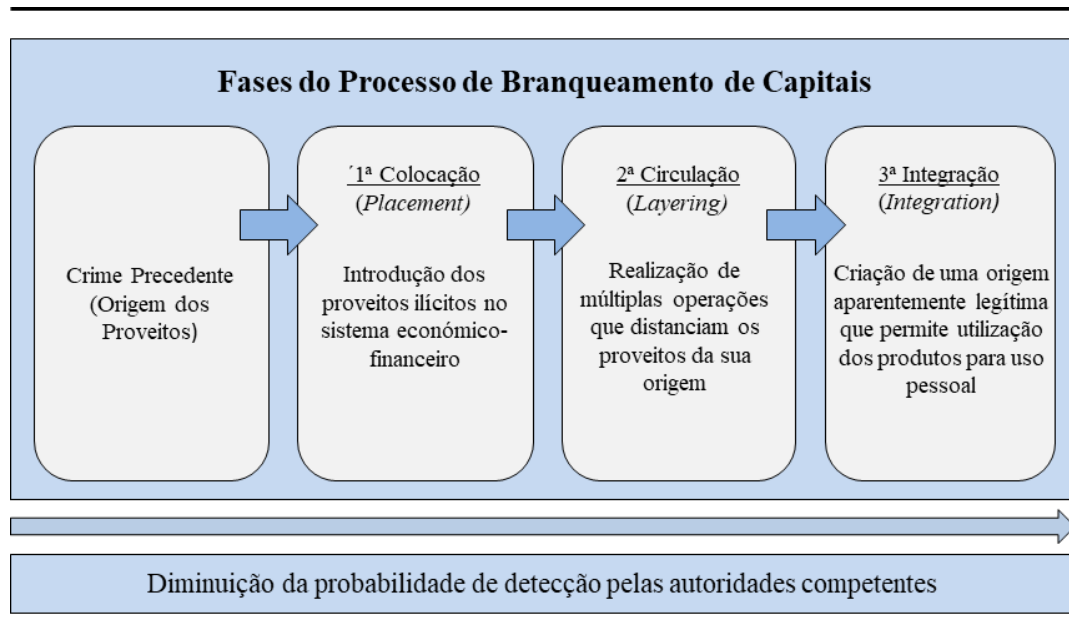 Fases do Processo de Branqueamento de Capitais
Crime Precedente
(Origem dos
Proveitos)
´1ª Colocação
(Placement)
Introdução dos
proveitos ilícitos no
sistema económico-
financeiro
2ª Circulação
(Layering)
Realização de
múltiplas operações
que distanciam os
proveitos da sua
origem
3ª Integração
(Integration)
Criação de uma origem
aparentemente legítima
que permite utilização
dos produtos para uso
pessoal
Diminuição da probabilidade de detecção pelas autoridades competentes